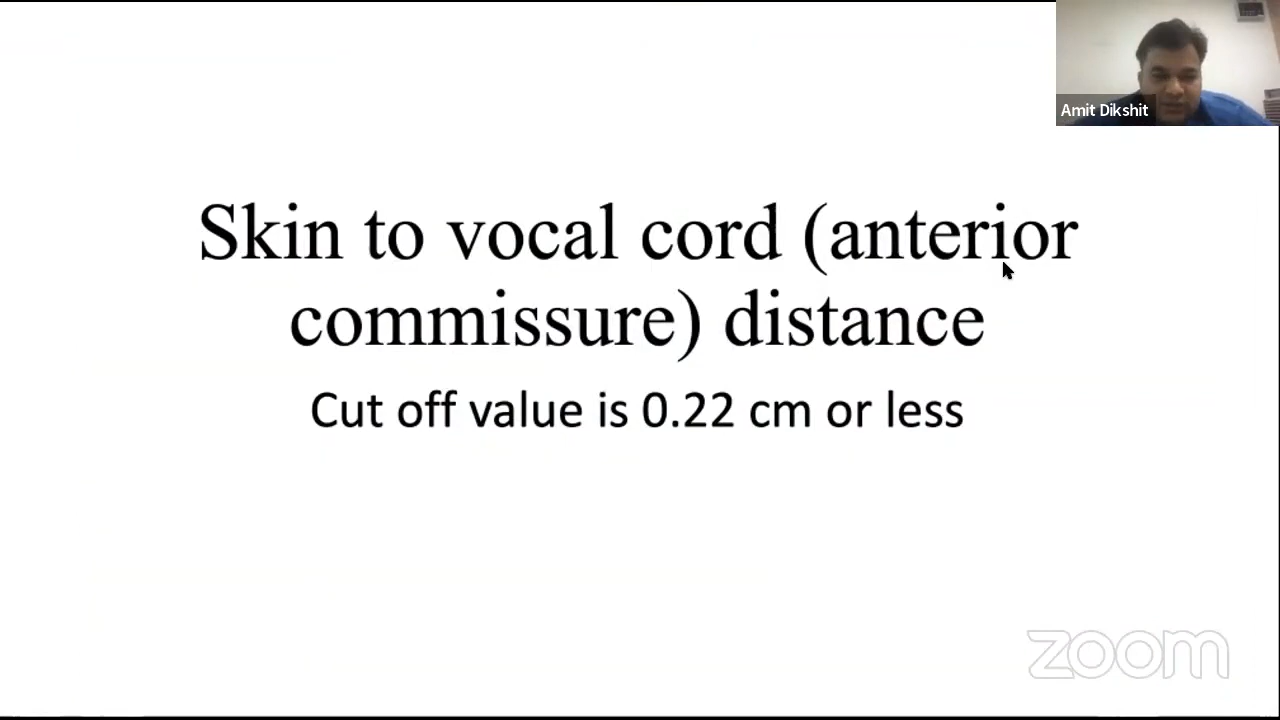 Amit Dikshit
Skin to vocal cord (anterior
commissure) distance
Cut off value is 0.22 cm or less
zoom